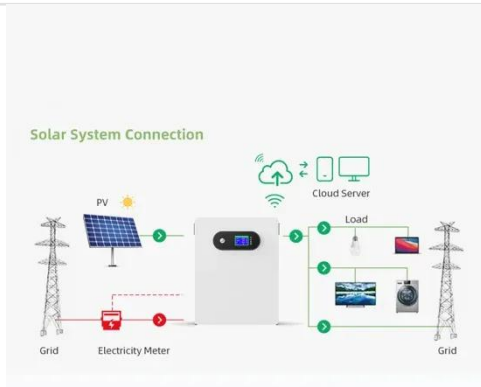 Solar System Connection
Cloud Server
PV
Load
Grid
Electricity Meter
Grid